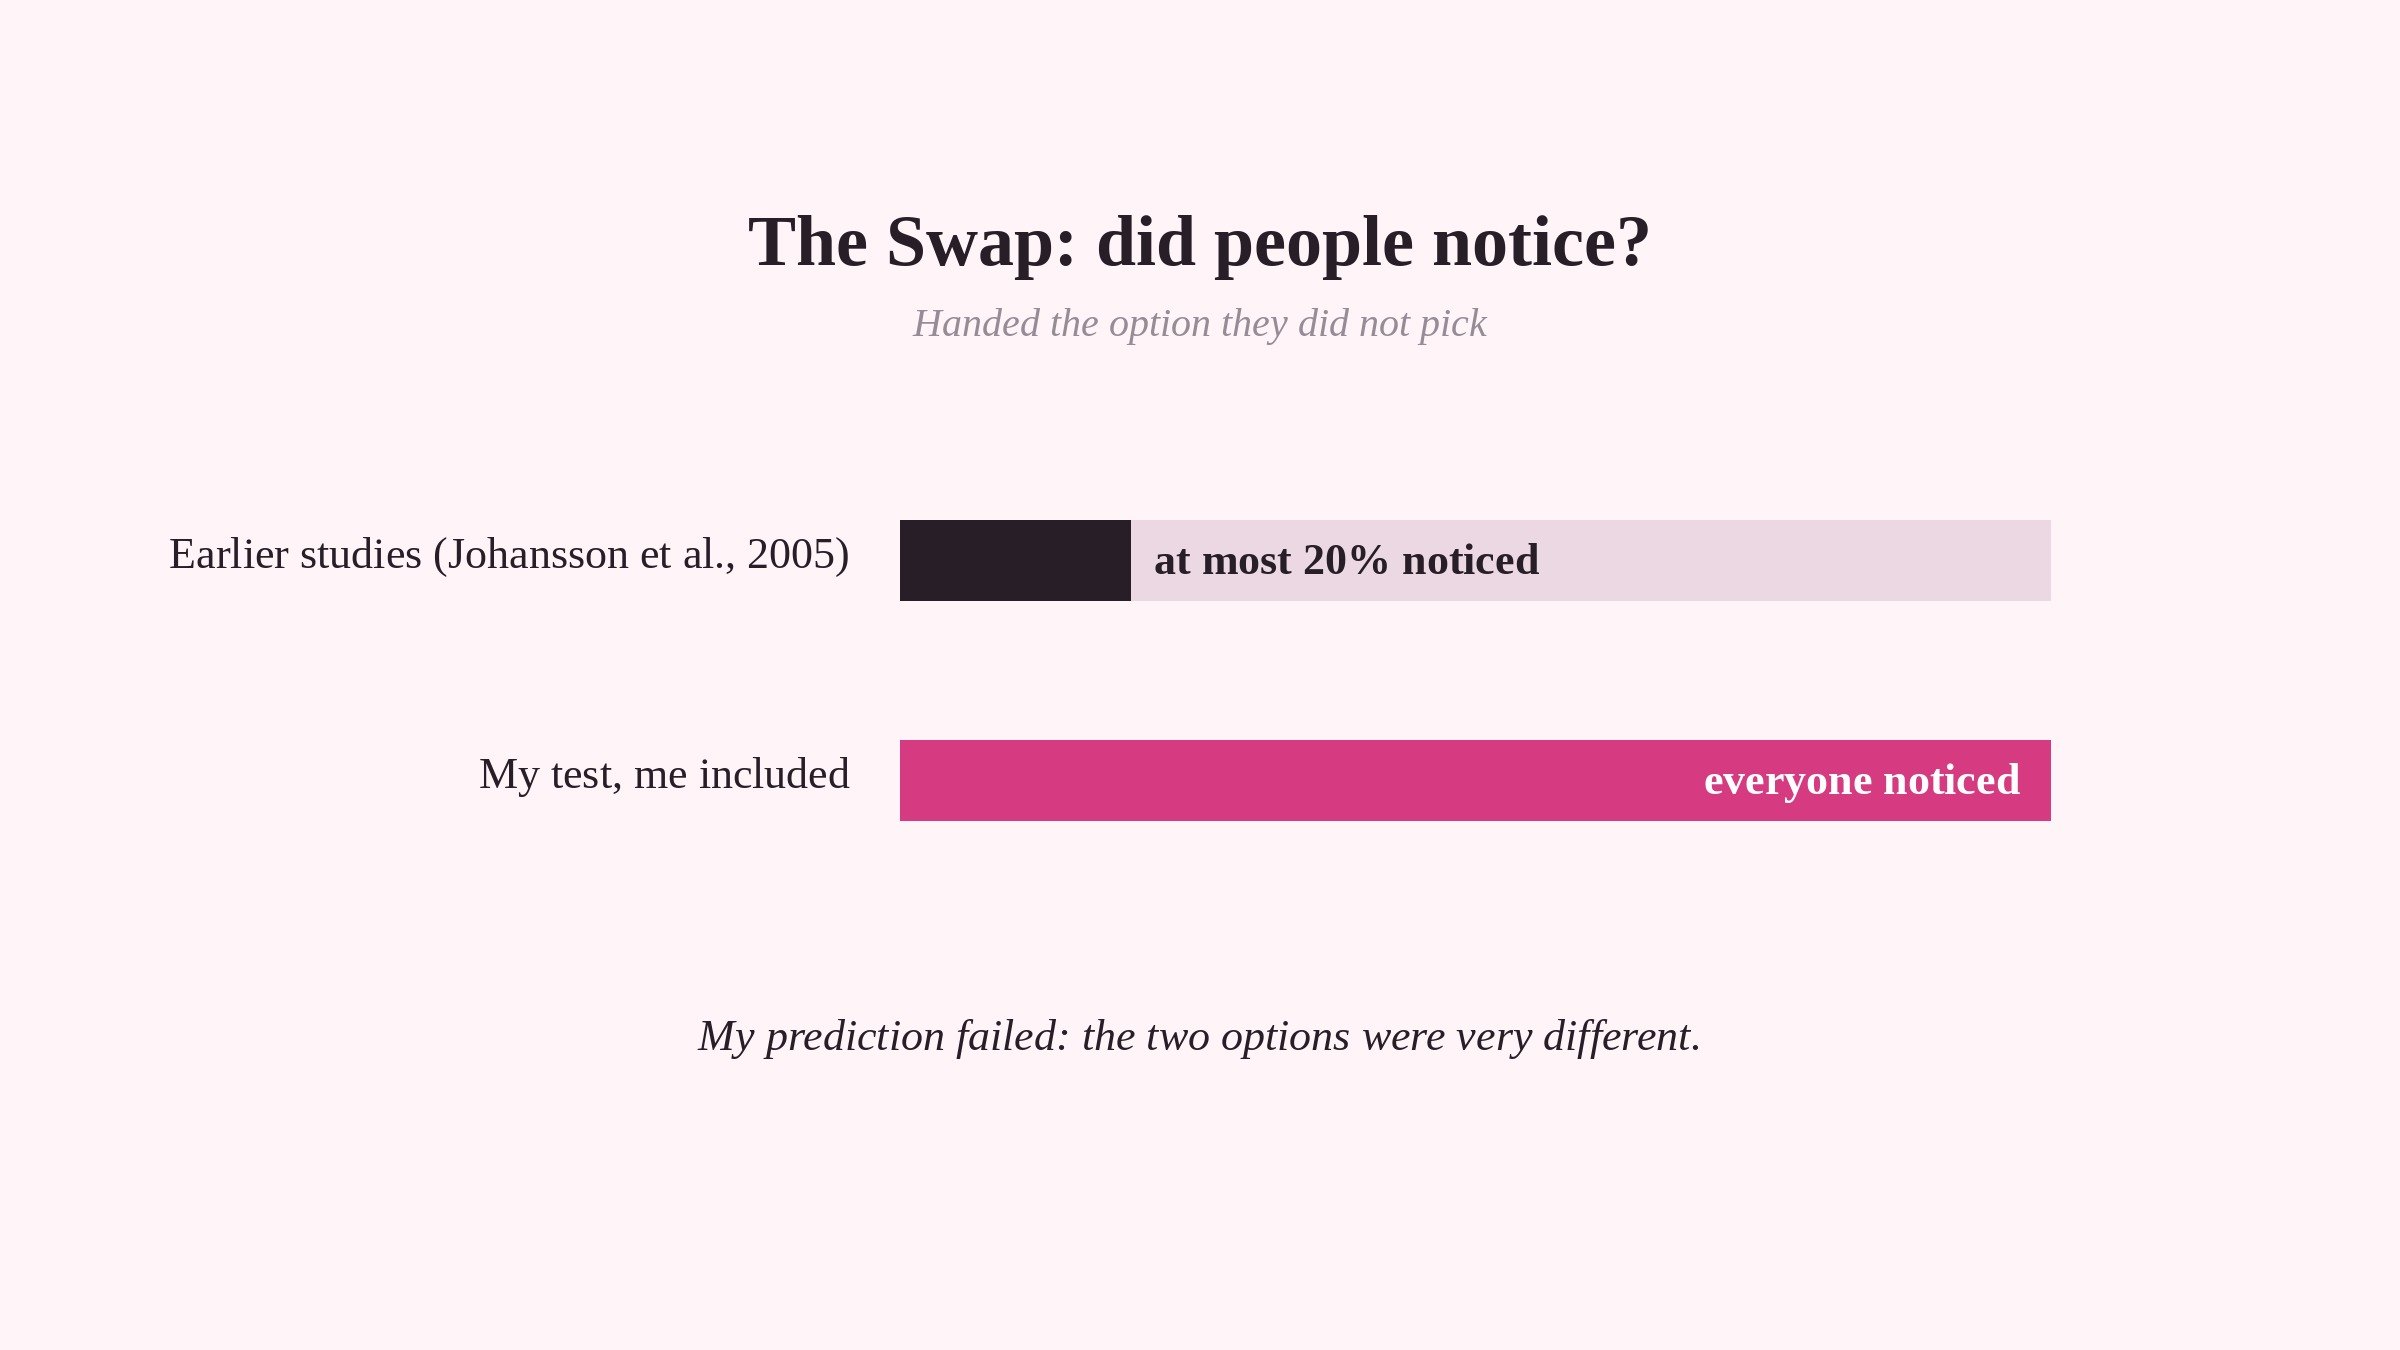 The Swap: did people notice?
Handed the option they did not pick
Earlier studies (Johansson et al., 2005)
at most 20% noticed
My test, me included
everyone noticed
My prediction failed: the two options were very different.